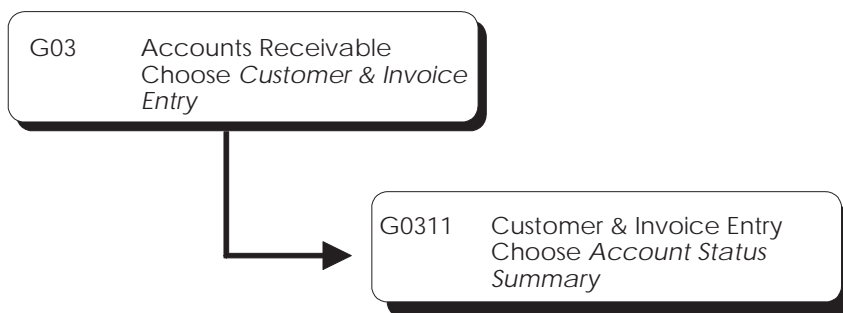 G03 Accounts Receivable
Choose Customer & Invoice
Entry
G0311 Customer & Invoice Entry
Choose Account Status
Summary